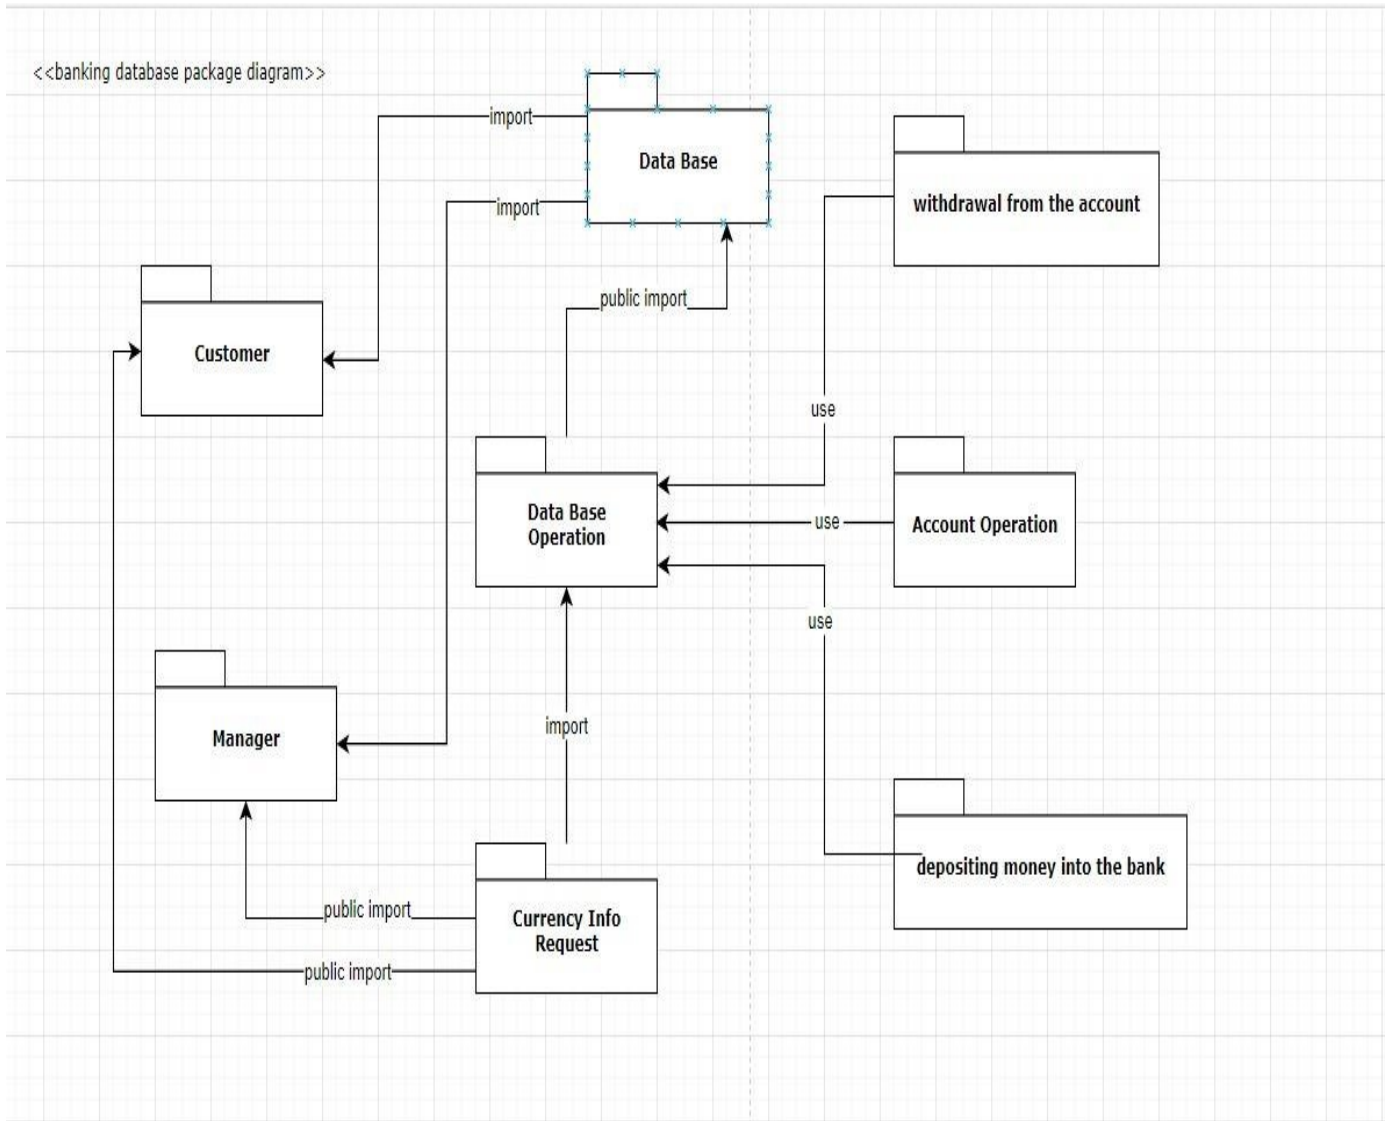 <<banking database package diagram>>
import
Data Base
import
withdrawal from the account
public import
Customer
use
Data Base
Operation
use
Account Operation
use
import
Manager
depositing money into the bank
public import
Currency Info
Request
public import